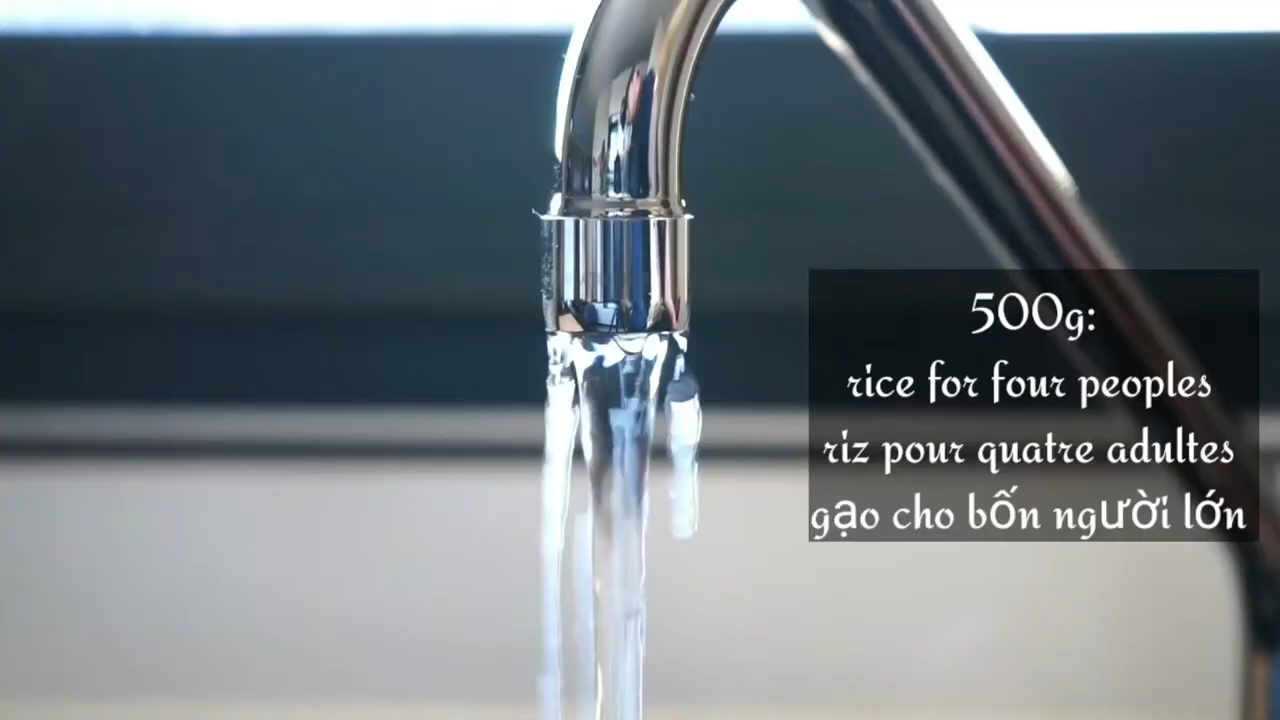 500g:
rice for four peoples
riz pour quatre adultes
gạo cho bốn người lớn